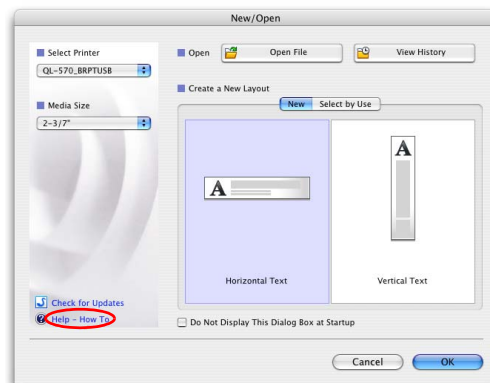 New/Open
Select Printer
QL-570_BRPTUSB
Media Size
2-3/7"
Check for Updates
Help - How To
Open
Open File
View History
Create a New Layout
New
Select by Use
A
Horizontal Text
A
Vertical Text
Do Not Display This Dialog Box at Startup
Cancel
OK